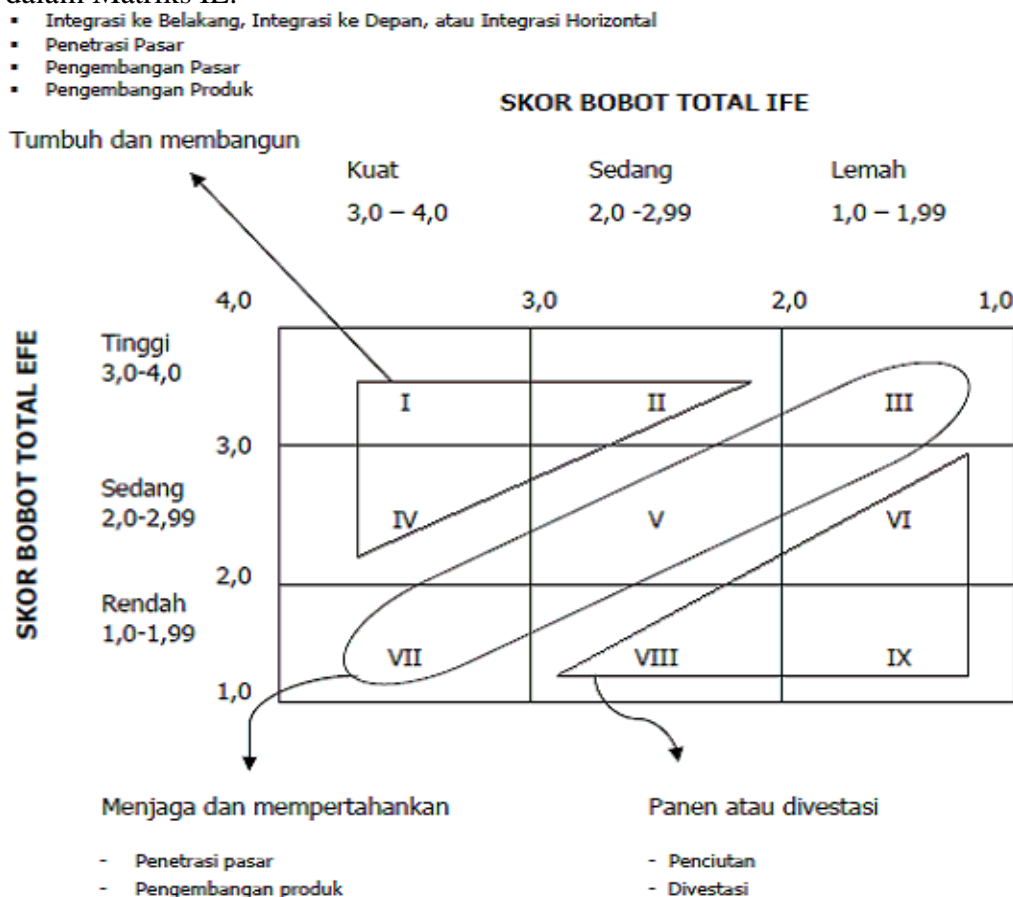 dalam Matriks IE.
▪ Integrasi ke Belakang, Integrasi ke Depan, atau Integrasi Horizontal
▪ Penetrasi Pasar
▪ Pengembangan Pasar
▪ Pengembangan Produk
SKOR BOBOT TOTAL IFE
Tumbuh dan membangun
Kuat Sedang Lemah
3,0 – 4,0 2,0 -2,99 1,0 – 1,99
4,0 3,0 2,0 1,0
SKOR BOBOT TOTAL EFE
Tinggi
3,0-4,0
I II III
3,0
Sedang
2,0-2,99
IV V VI
2,0
Rendah
1,0-1,99
VII VIII IX
1,0
Menjaga dan mempertahankan Panen atau divestasi
- Penetrasi pasar - Penciutan
- Pengembangan produk - Divestasi